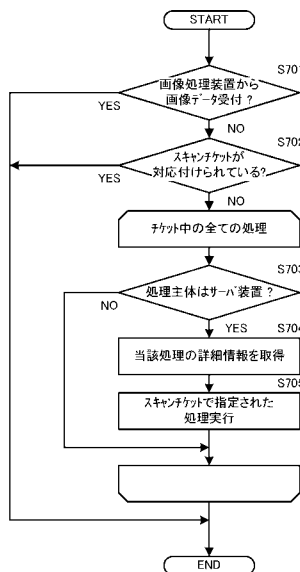 START
S701
画像処理装置から
画像データ受付？
YES
NO
S702
スキャンチケットが
対応付けられている?
YES
NO
チケット中の全ての処理
S703
処理主体はサーバ装置？
NO
YES
S704
当該処理の詳細情報を取得
S705
スキャンチケットで指定された
処理実行
END